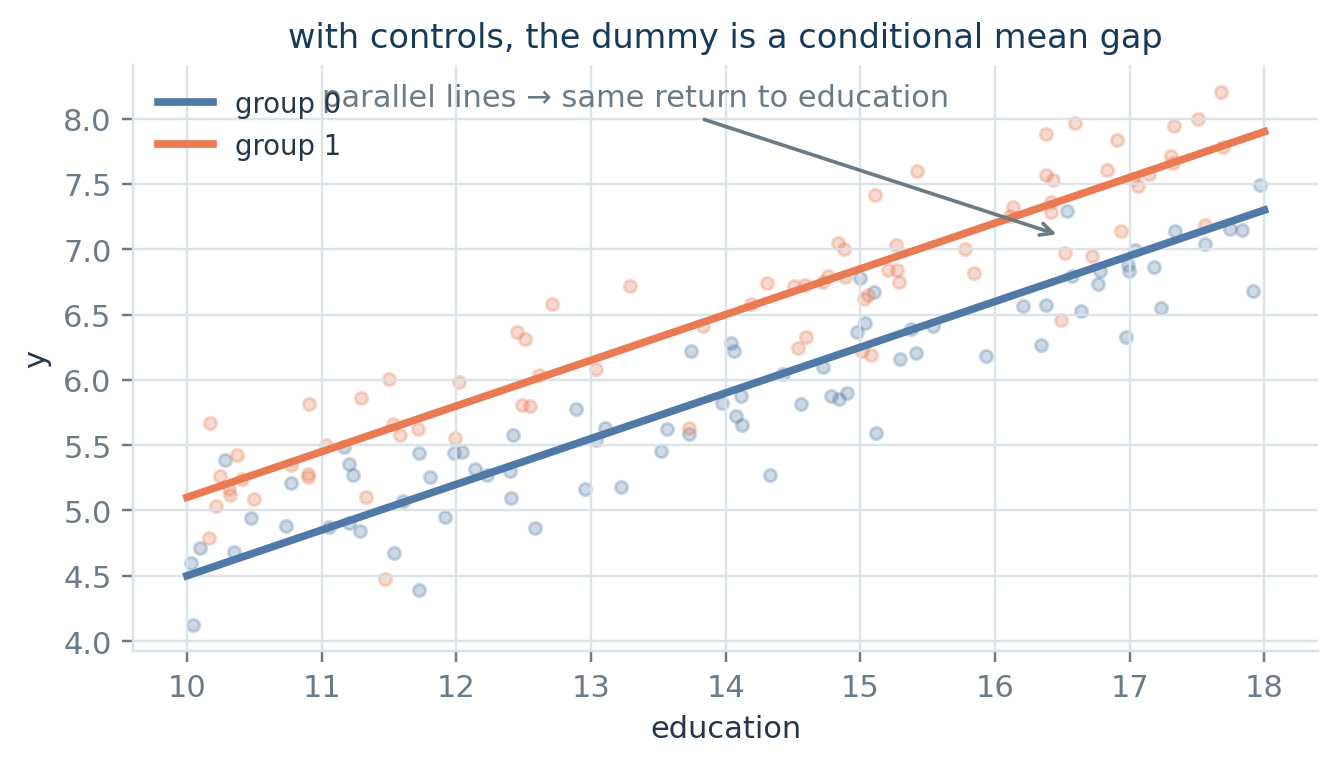 with controls, the dummy is a conditional mean gap
parallel lines → same return to education
group 0
group 1
8.0
7.5
7.0
6.5
6.0
5.5
5.0
4.5
4.0
y
10 11 12 13 14 15 16 17 18
education